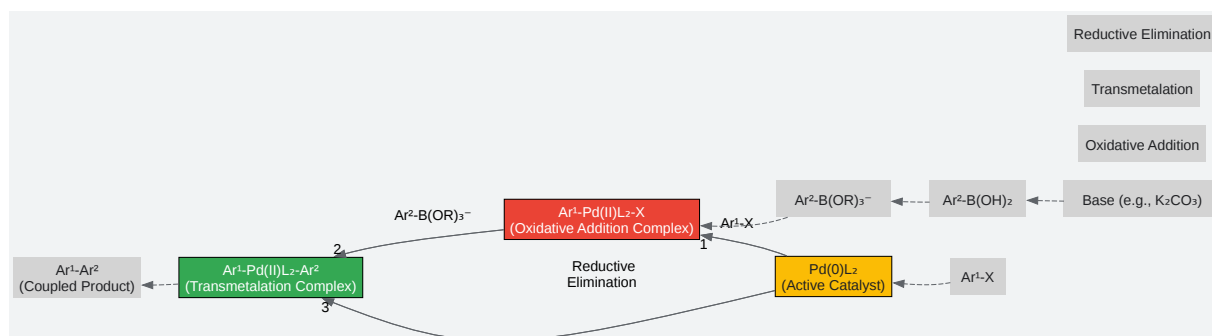 Reductive Elimination
Transmetalation
Oxidative Addition
Ar²-B(OR)₃⁻
Ar²-B(OH)₂
Base (e.g., K₂CO₃)
Ar¹-Pd(II)L₂-X
(Oxidative Addition Complex)
Ar²-B(OR)₃⁻
Ar¹-X
1
2
Reductive
Elimination
Ar¹-Ar²
(Coupled Product)
Ar¹-Pd(II)L₂-Ar²
(Transmetalation Complex)
Pd(0)L₂
(Active Catalyst)
Ar¹-X
3